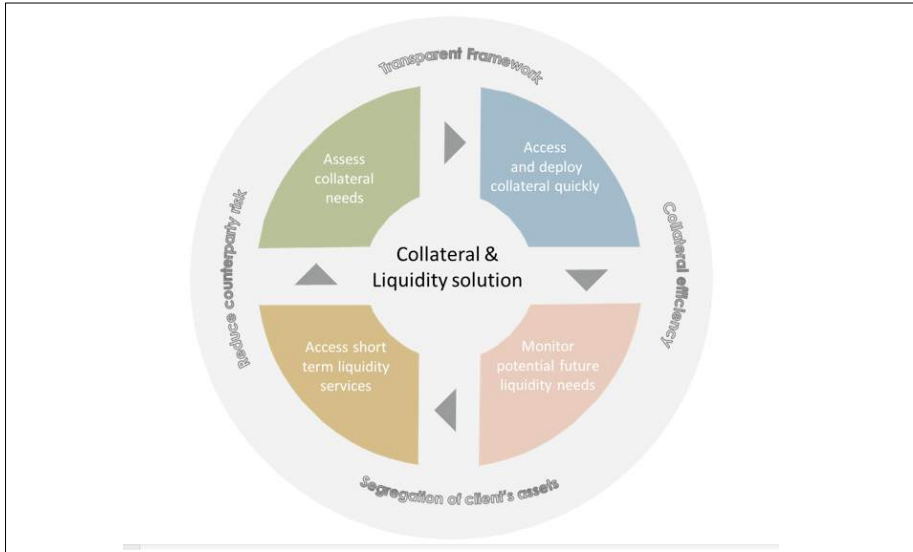 Transparent Framework
Assess
collateral
needs
Access
and deploy
collateral quickly
Reduce counterparty risk
Collateral efficiency
Collateral &
Liquidity solution
Access short
term liquidity
services
Monitor
potential future
liquidity needs
Segregation of client's assets